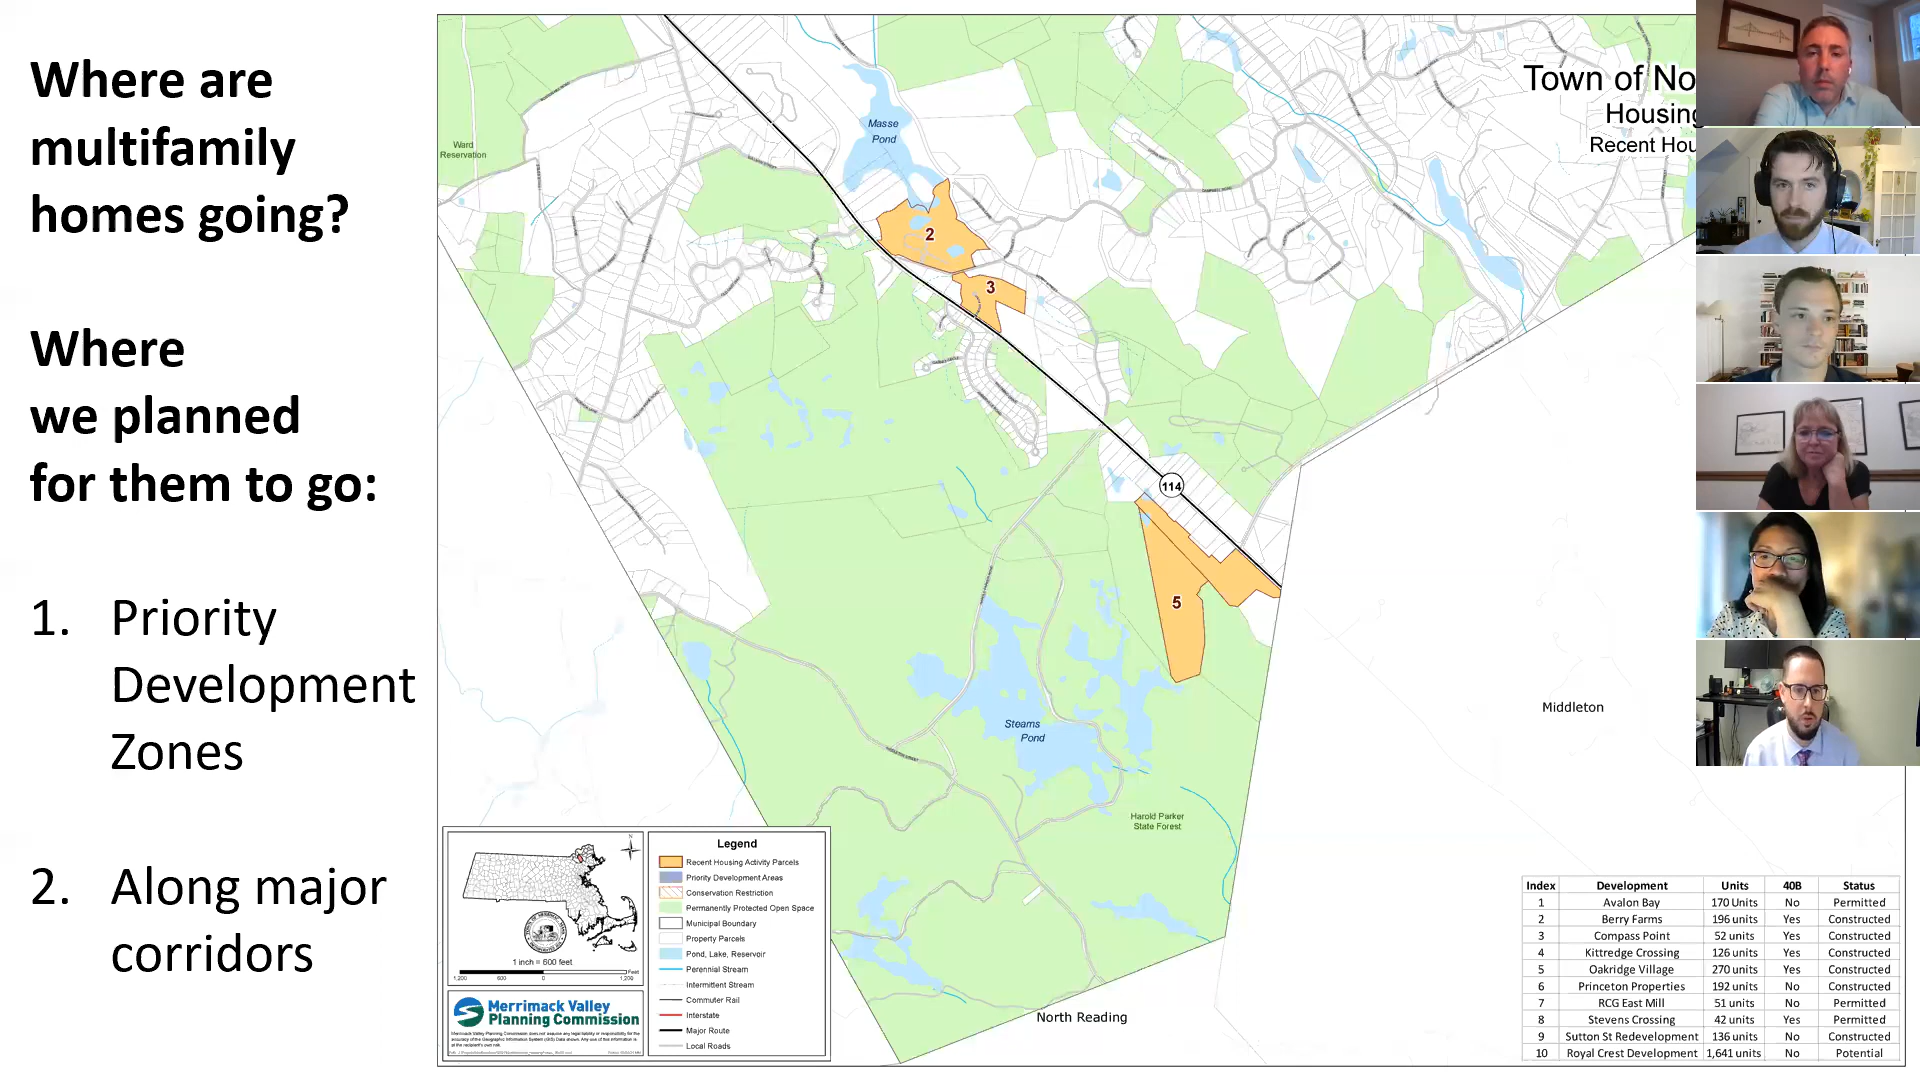 Where are
multifamily
homes going?
Where
we planned
for them to go:
1. Priority
Development
Zones
2. Along major
corridors
Town of No
Housing
Recent Hou
Ward
Reservation
Masse
Pond
2
3
114
5
Stearns
Pond
Harold Parker
State Forest
Middleton
North Reading
N
1 inch = 600 feet
Feet
1,200 600 0 1,200
Merrimack Valley
Planning Commission
Legend
Recent Housing Activity Parcels
Priority Development Areas
Conservation Restriction
Permanently Protected Open Space
Municipal Boundary
Property Parcels
Pond, Lake, Reservoir
Perennial Stream
Intermittent Stream
Commuter Rail
Interstate
Major Route
Local Roads
Index Development Units 40B Status
1 Avalon Bay 170 Units No Permitted
2 Berry Farms 196 units Yes Constructed
3 Compass Point 52 units Yes Constructed
4 Kittredge Crossing 126 units Yes Constructed
5 Oakridge Village 270 units Yes Constructed
6 Princeton Properties 192 units No Constructed
7 RCG East Mill 51 units No Permitted
8 Stevens Crossing 42 units Yes Permitted
9 Sutton St Redevelopment 136 units No Constructed
10 Royal Crest Development 1,641 units No Potential